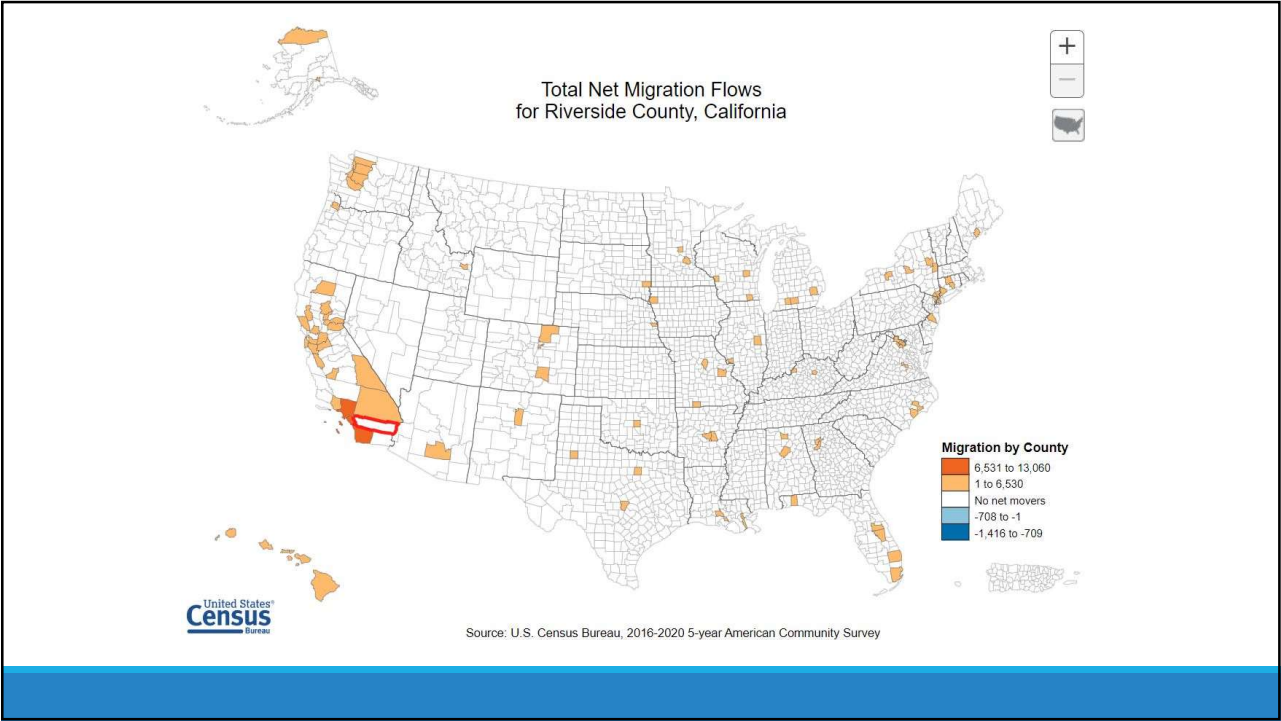 +
Total Net Migration Flows
for Riverside County, California
−
Migration by County
6,531 to 13,060
1 to 6,530
No net movers
-708 to -1
-1,416 to -709
United States®
Census
Bureau
Source: U.S. Census Bureau, 2016-2020 5-year American Community Survey